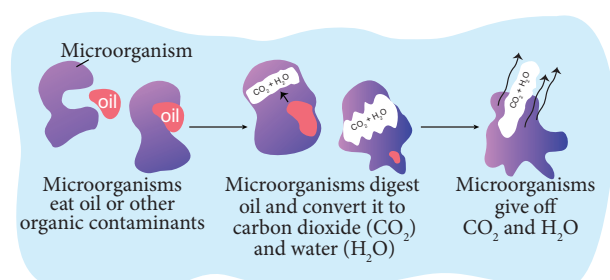 Microorganism
oil
oil
CO₂ + H₂O
CO₂ + H₂O
CO₂ + H₂O
Microorganisms
eat oil or other
organic contaminants
Microorganisms digest
oil and convert it to
carbon dioxide (CO₂)
and water (H₂O)
Microorganisms
give off
CO₂ and H₂O